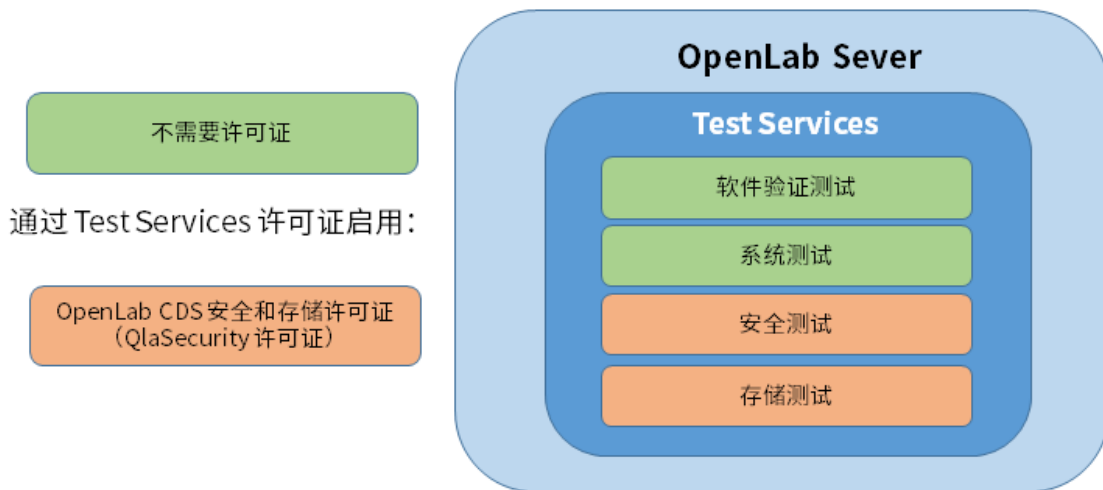 不需要许可证
通过 Test Services 许可证启用：
OpenLab CDS 安全和存储许可证
（QlaSecurity 许可证）
OpenLab Sever
Test Services
软件验证测试
系统测试
安全测试
存储测试